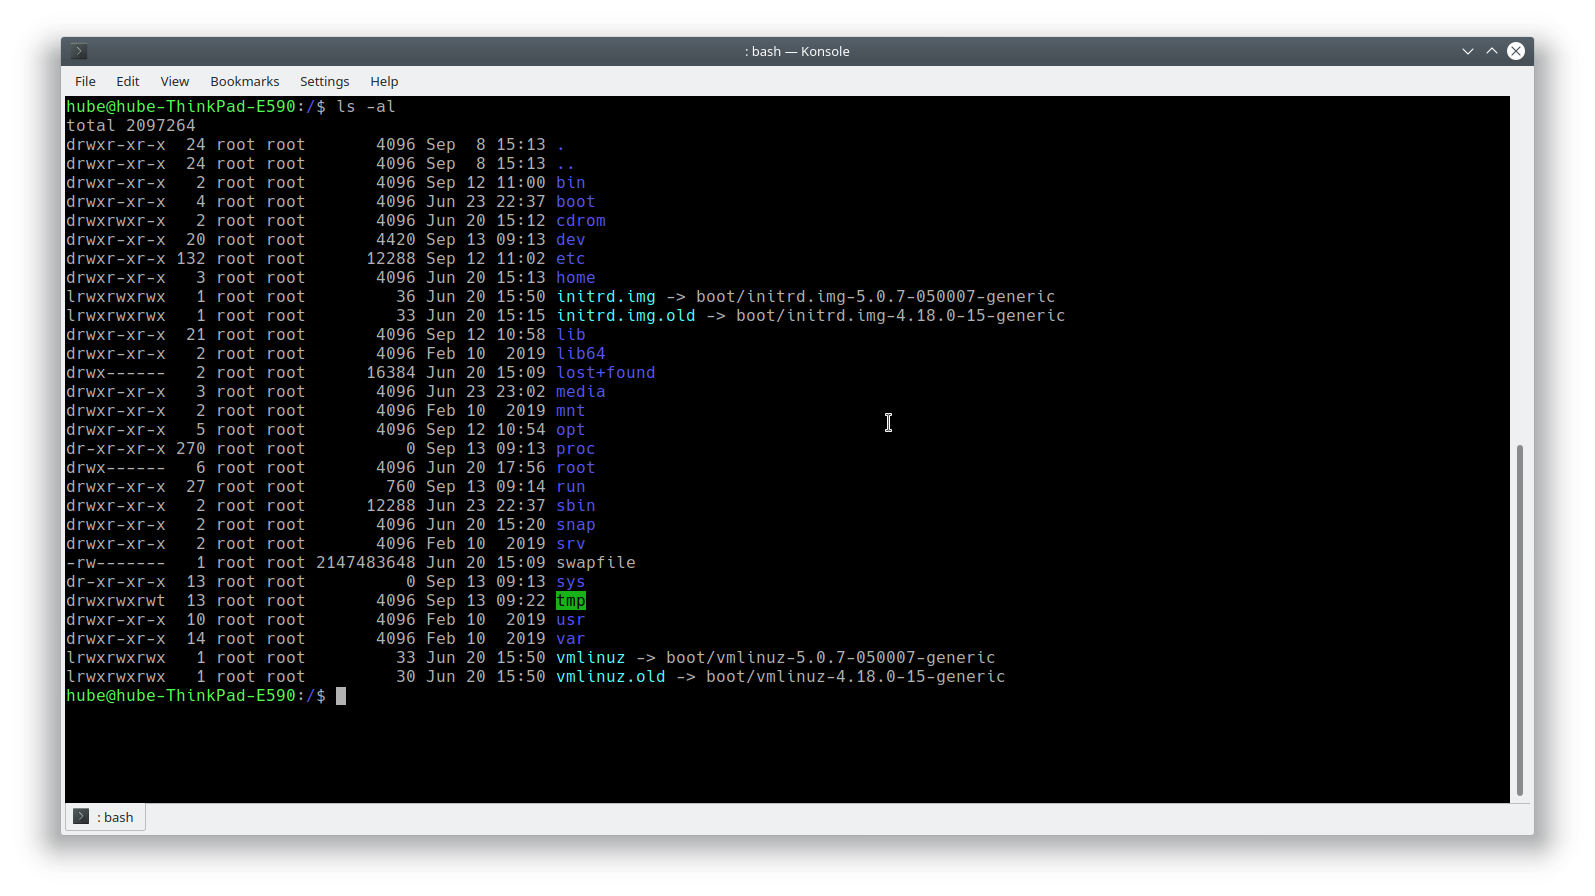 : bash — Konsole
File Edit View Bookmarks Settings Help
hube@hube-ThinkPad-E590:/$ ls -al
total 2097264
drwxr-xr-x  24 root root       4096 Sep  8 15:13 .
drwxr-xr-x  24 root root       4096 Sep  8 15:13 ..
drwxr-xr-x   2 root root       4096 Sep 12 11:00 bin
drwxr-xr-x   4 root root       4096 Jun 23 22:37 boot
drwxrwxr-x   2 root root       4096 Jun 20 15:12 cdrom
drwxr-xr-x  20 root root       4420 Sep 13 09:13 dev
drwxr-xr-x 132 root root      12288 Sep 12 11:02 etc
drwxr-xr-x   3 root root       4096 Jun 20 15:13 home
lrwxrwxrwx   1 root root         36 Jun 20 15:50 initrd.img -> boot/initrd.img-5.0.7-050007-generic
lrwxrwxrwx   1 root root         33 Jun 20 15:15 initrd.img.old -> boot/initrd.img-4.18.0-15-generic
drwxr-xr-x  21 root root       4096 Sep 12 10:58 lib
drwxr-xr-x   2 root root       4096 Feb 10  2019 lib64
drwx------   2 root root      16384 Jun 20 15:09 lost+found
drwxr-xr-x   3 root root       4096 Jun 23 23:02 media
drwxr-xr-x   2 root root       4096 Feb 10  2019 mnt
drwxr-xr-x   5 root root       4096 Sep 12 10:54 opt
dr-xr-xr-x 270 root root          0 Sep 13 09:13 proc
drwx------   6 root root       4096 Jun 20 17:56 root
drwxr-xr-x  27 root root        760 Sep 13 09:14 run
drwxr-xr-x   2 root root      12288 Jun 23 22:37 sbin
drwxr-xr-x   2 root root       4096 Jun 20 15:20 snap
drwxr-xr-x   2 root root       4096 Feb 10  2019 srv
-rw-------   1 root root 2147483648 Jun 20 15:09 swapfile
dr-xr-xr-x  13 root root          0 Sep 13 09:13 sys
drwxrwxrwt  13 root root       4096 Sep 13 09:22 tmp
drwxr-xr-x  10 root root       4096 Feb 10  2019 usr
drwxr-xr-x  14 root root       4096 Feb 10  2019 var
lrwxrwxrwx   1 root root         33 Jun 20 15:50 vmlinuz -> boot/vmlinuz-5.0.7-050007-generic
lrwxrwxrwx   1 root root         30 Jun 20 15:50 vmlinuz.old -> boot/vmlinuz-4.18.0-15-generic
hube@hube-ThinkPad-E590:/$
: bash